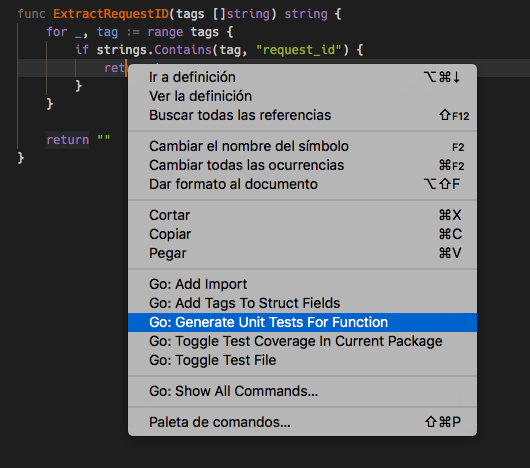 func ExtractRequestID(tags []string) string {
for _, tag := range tags {
if strings.Contains(tag, "request_id") {
ret
}
}
return ""
}
Ir a definición ⌥⌘↓
Ver la definición
Buscar todas las referencias ⇧F12
Cambiar el nombre del símbolo F2
Cambiar todas las ocurrencias ⌘F2
Dar formato al documento ⌥⇧F
Cortar ⌘X
Copiar ⌘C
Pegar ⌘V
Go: Add Import
Go: Add Tags To Struct Fields
Go: Generate Unit Tests For Function
Go: Toggle Test Coverage In Current Package
Go: Toggle Test File
Go: Show All Commands...
Paleta de comandos... ⇧⌘P